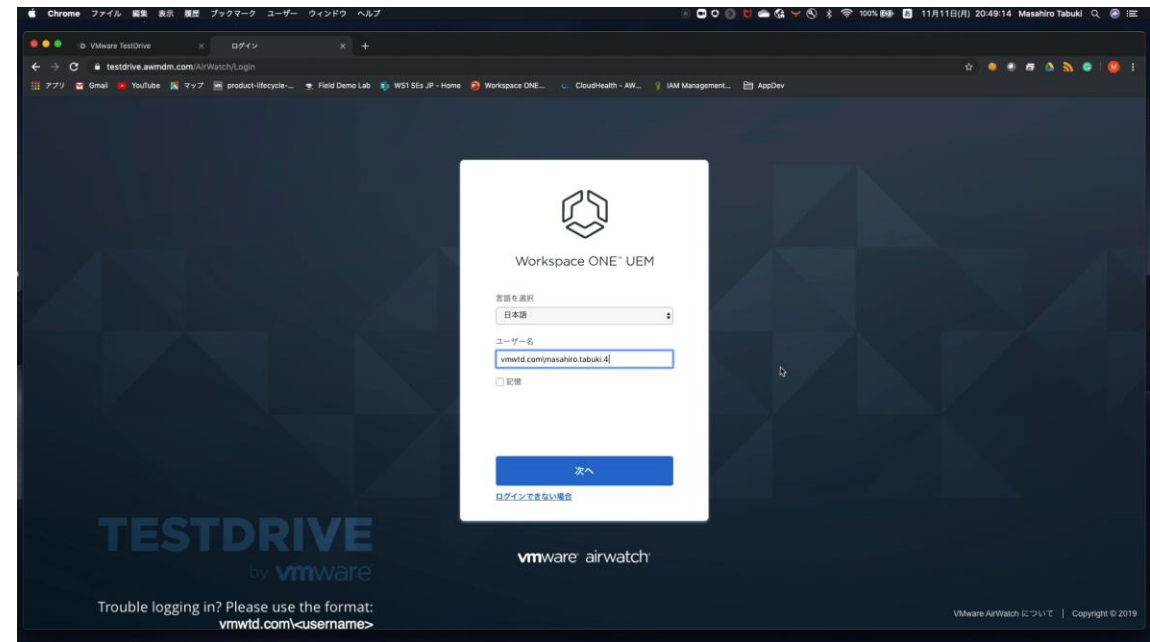 Chrome ファイル 編集 表示 履歴 ブックマーク ユーザー ウィンドウ ヘルプ 100% 11月11日(月) 20:49:14 Masahiro Tabuki
VMware TestDrive × ログイン × +
testdrive.awmdm.com/AirWatch/Login
アプリ Gmail YouTube マップ product-lifecycle-... Field Demo Lab WS1 SEs JP - Home Workspace ONE... CloudHealth - AW... IAM Management... AppDev
Workspace ONE™ UEM
言語を選択
日本語
ユーザー名
vmwtd.com\masahiro.tabuki.4
記憶
次へ
ログインできない場合
TESTDRIVE
by vmware
vmware airwatch
Trouble logging in? Please use the format:
vmwtd.com\<username>
VMware AirWatch について | Copyright © 2019